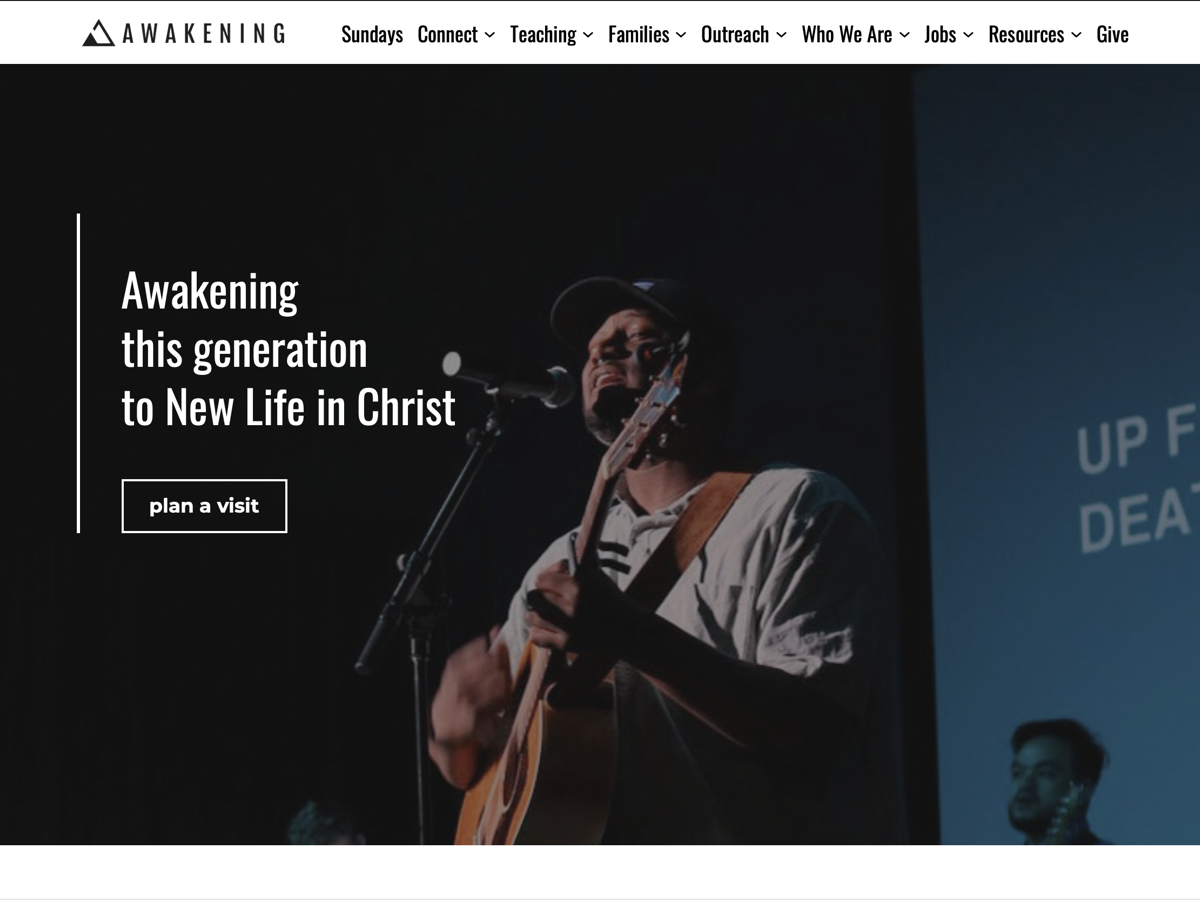 AWAKENING
Sundays Connect Teaching Families Outreach Who We Are Jobs Resources Give
Awakening
this generation
to New Life in Christ
plan a visit
UP